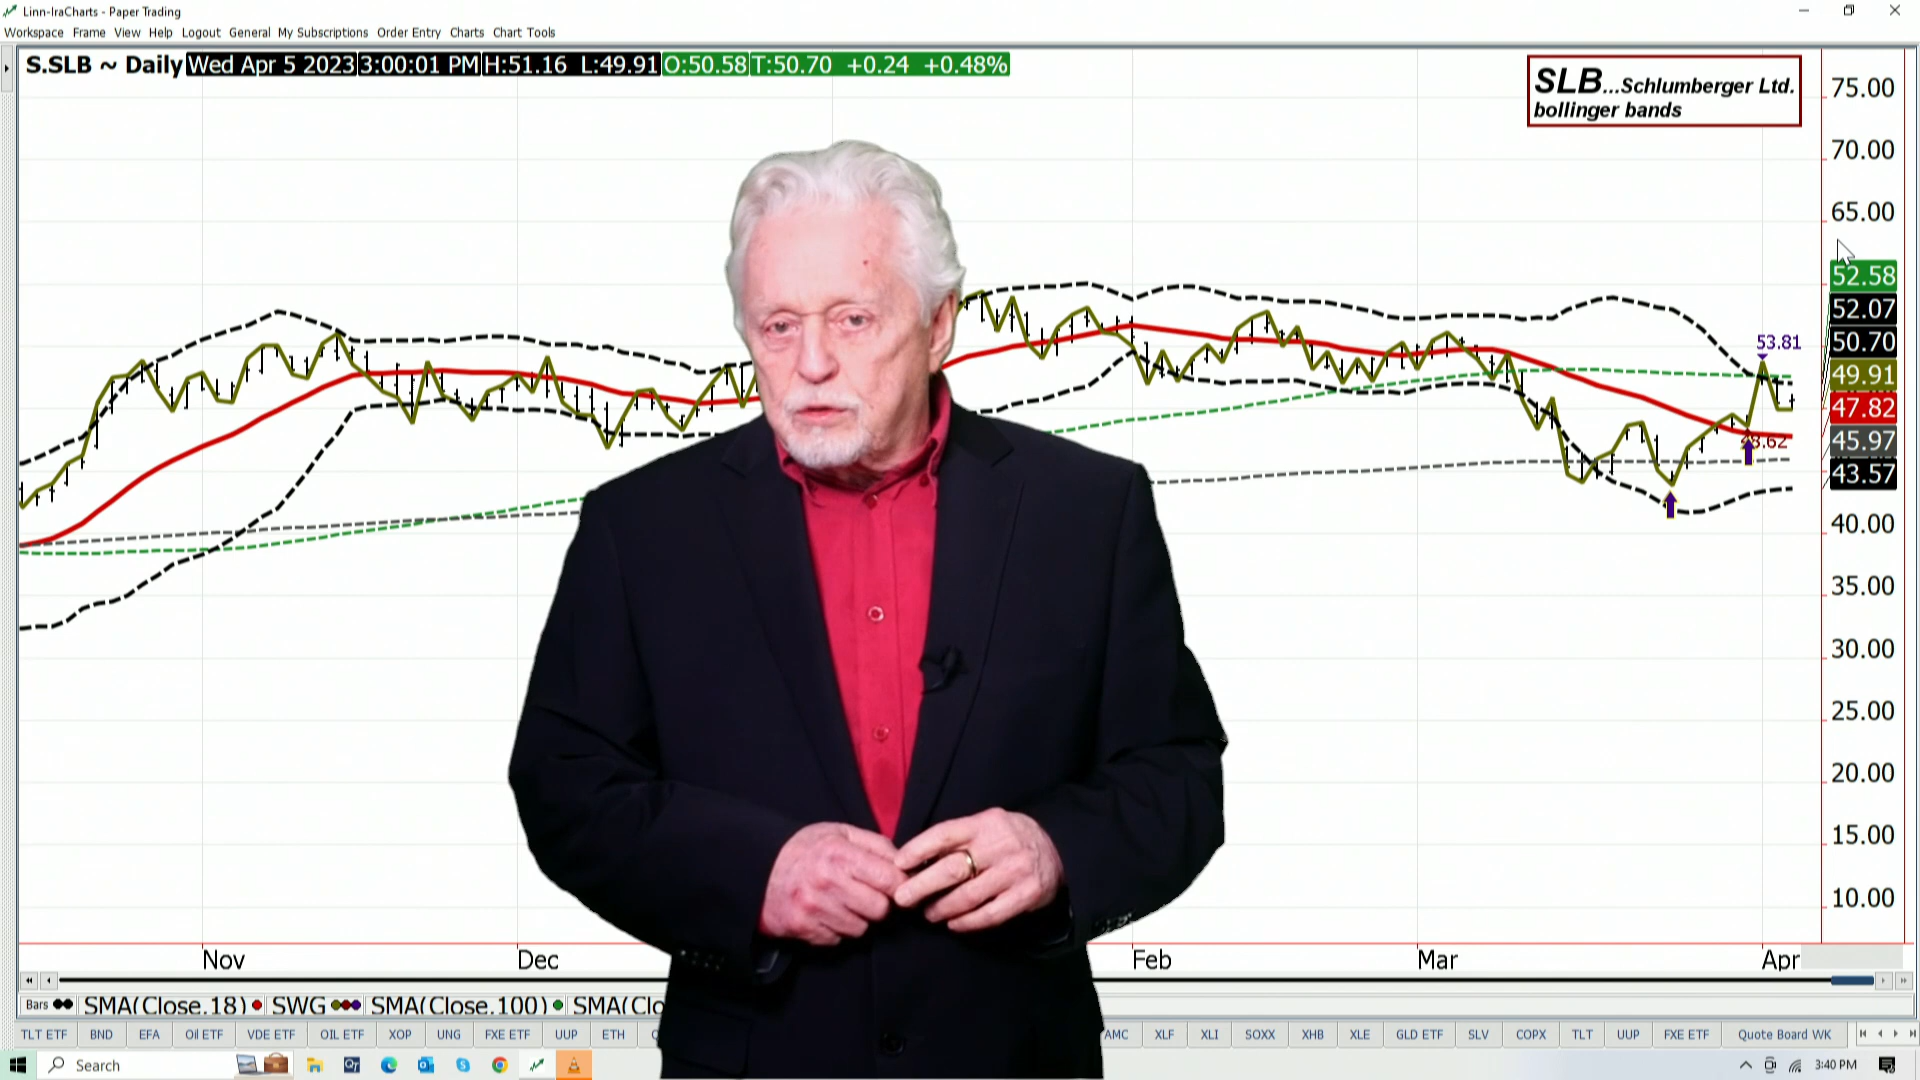 Linn-IraCharts - Paper Trading
Workspace Frame View Help Logout General My Subscriptions Order Entry Charts Chart Tools
S.SLB ~ Daily Wed Apr 5 2023 3:00:01 PM H:51.16 L:49.91 O:50.58 T:50.70 +0.24 +0.48%
SLB...Schlumberger Ltd.
bollinger bands
75.00
70.00
65.00
52.58
52.07
53.81
50.70
49.91
47.82
45.97
43.57
40.00
35.00
30.00
25.00
20.00
15.00
10.00
Nov Dec Feb Mar Apr
Bars SMA(Close,18) SWG SMA(Close,100) SMA(Clo
TLT ETF BND EFA Oil ETF VDE ETF OIL ETF XOP UNG FXE ETF UUP ETH AMC XLF XLI SOXX XHB XLE GLD ETF SLV COPX TLT UUP FXE ETF Quote Board WK
Search 3:40 PM